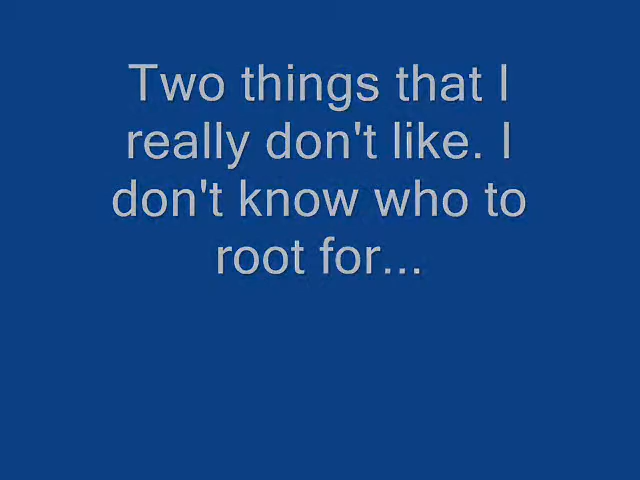 Two things that I
really don't like. I
don't know who to
root for...